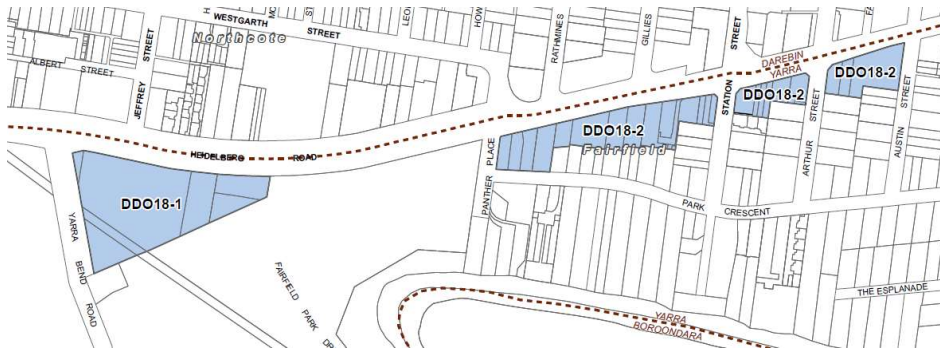 WESTGARTH
STREET
Northcote
ALBERT
STREET
JEFFREY
STREET
RATHMINES
GILLIES
STREET
STATION
DAREBIN
YARRA
DDO18-2
DDO18-2
DDO18-2
Fairfield
HEIDELBERG
ROAD
DDO18-1
PLACE
PANTHER
ARTHUR
STREET
AUSTIN
STREET
PARK
CRESCENT
YARRA
BEND
ROAD
FAIRFIELD
PARK
DR
THE ESPLANADE
YARRA
BOROONDARA